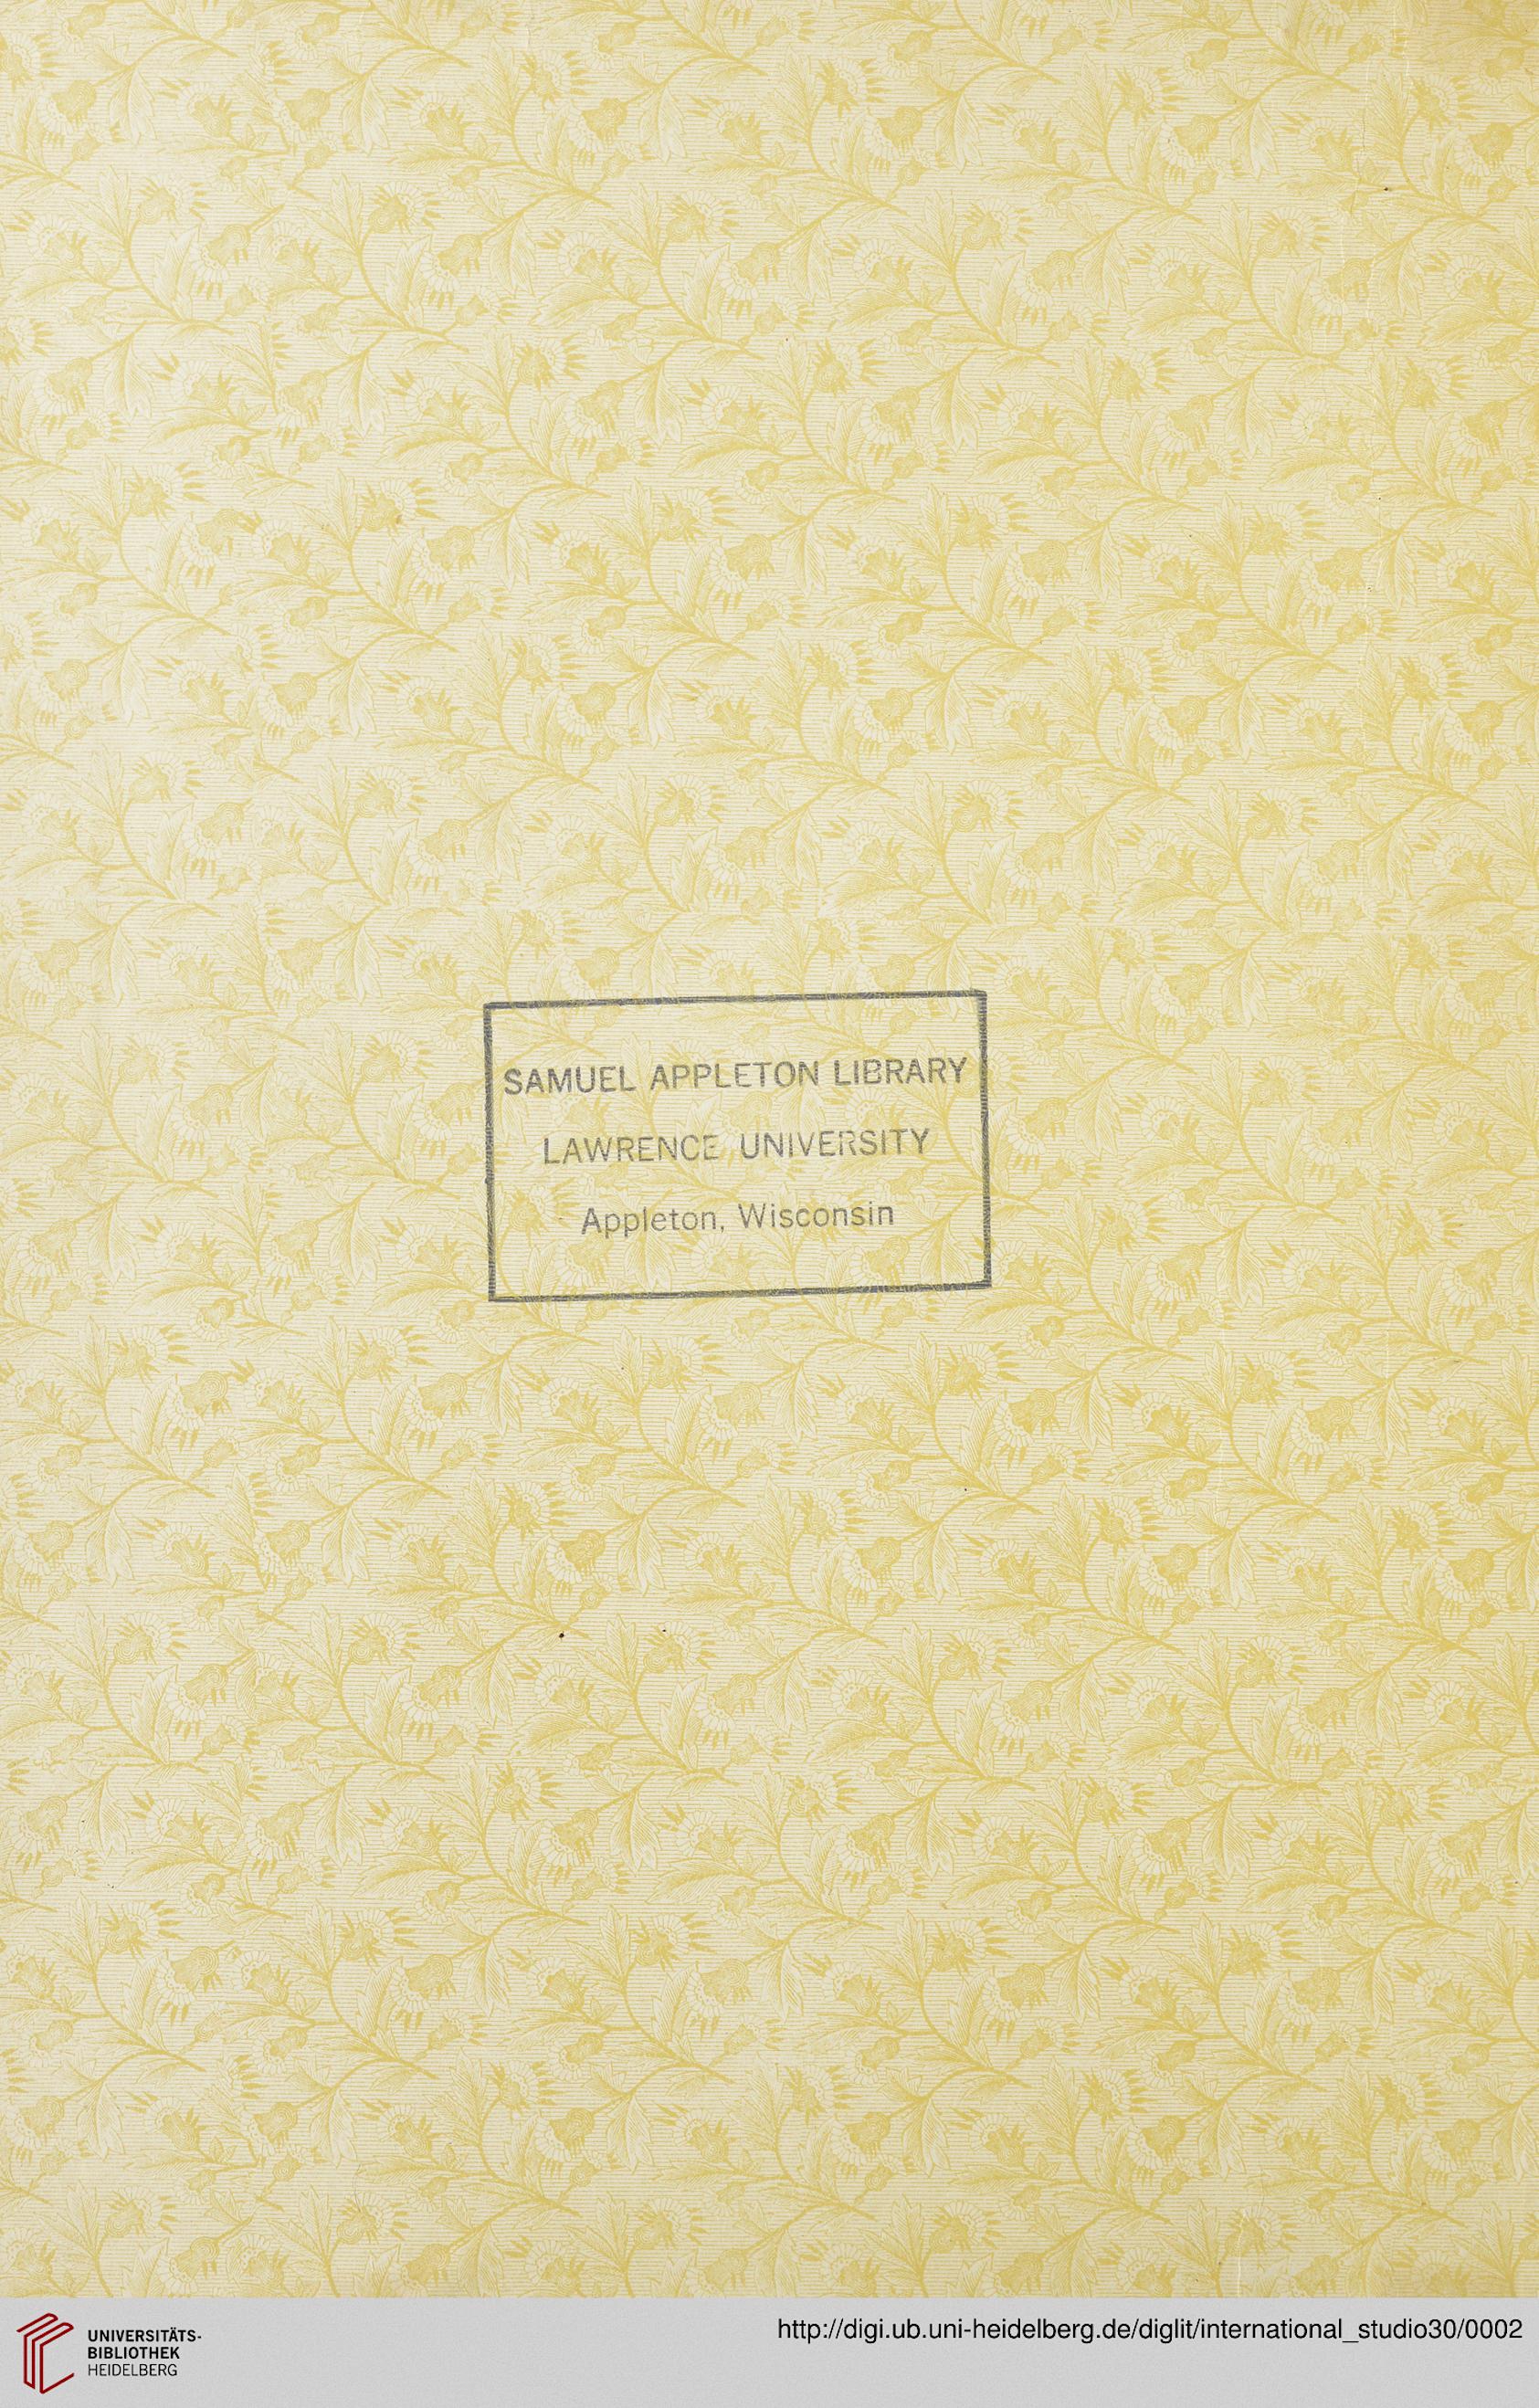 SAMUEL APPLETON LIBRARY
LAWRENCE UNIVERSITY
Appleton, Wisconsin
UNIVERSITÄTS-
BIBLIOTHEK
HEIDELBERG
http://digi.ub.uni-heidelberg.de/diglit/international_studio30/0002